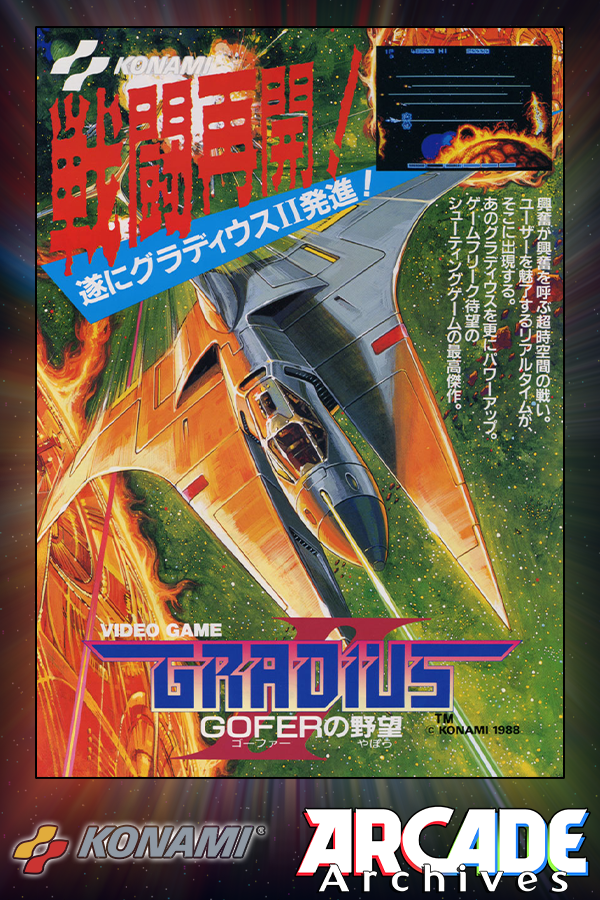 KONAMI
戦闘再開!
遂にグラディウスII発進!
興奮が興奮を呼ぶ超時空間の戦い。
ユーザーを魅了するリアルタイムが、
そこに出現する。
あのグラディウスを更にパワーアップ。
ゲームフリーク待望の
シューティングゲームの最高傑作。
VIDEO GAME
GRADIUS
II
TM
GOFERの野望
ゴーファー やぼう
© KONAMI 1988
KONAMI®
ARCADE
Archives